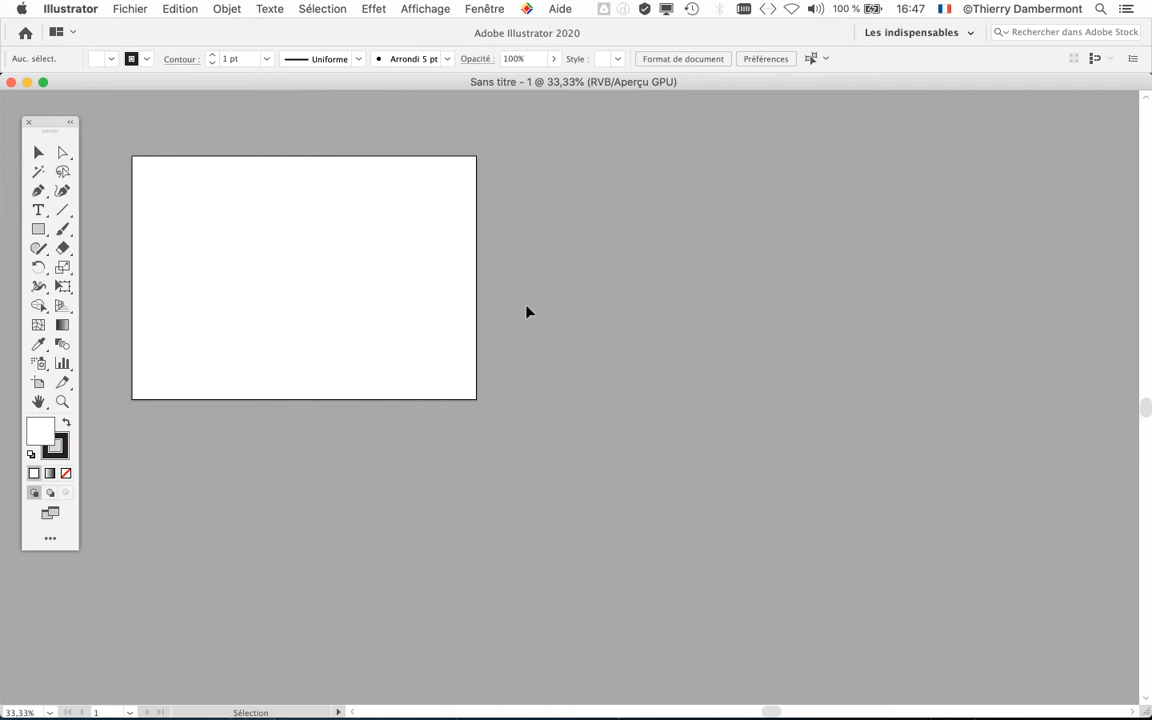 Illustrator Fichier Edition Objet Texte Sélection Effet Affichage Fenêtre Aide 100 % 16:47 ©Thierry Dambermont
Adobe Illustrator 2020 Les indispensables Rechercher dans Adobe Stock
Auc. sélect. Contour : 1 pt Uniforme Arrondi 5 pt Opacité : 100% Style : Format de document Préférences
Sans titre - 1 @ 33,33% (RVB/Aperçu GPU)
33,33% 1 Sélection